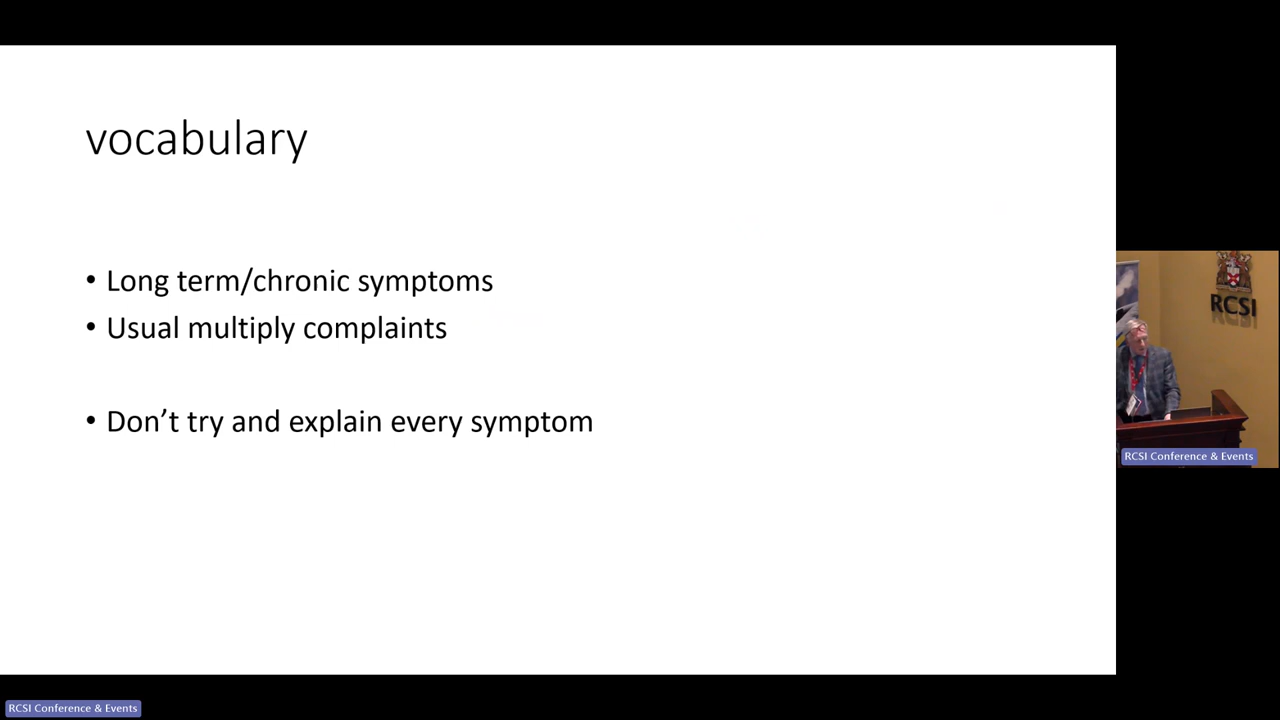 vocabulary
• Long term/chronic symptoms
• Usual multiply complaints
• Don’t try and explain every symptom
RCSI
RCSI Conference & Events
RCSI Conference & Events